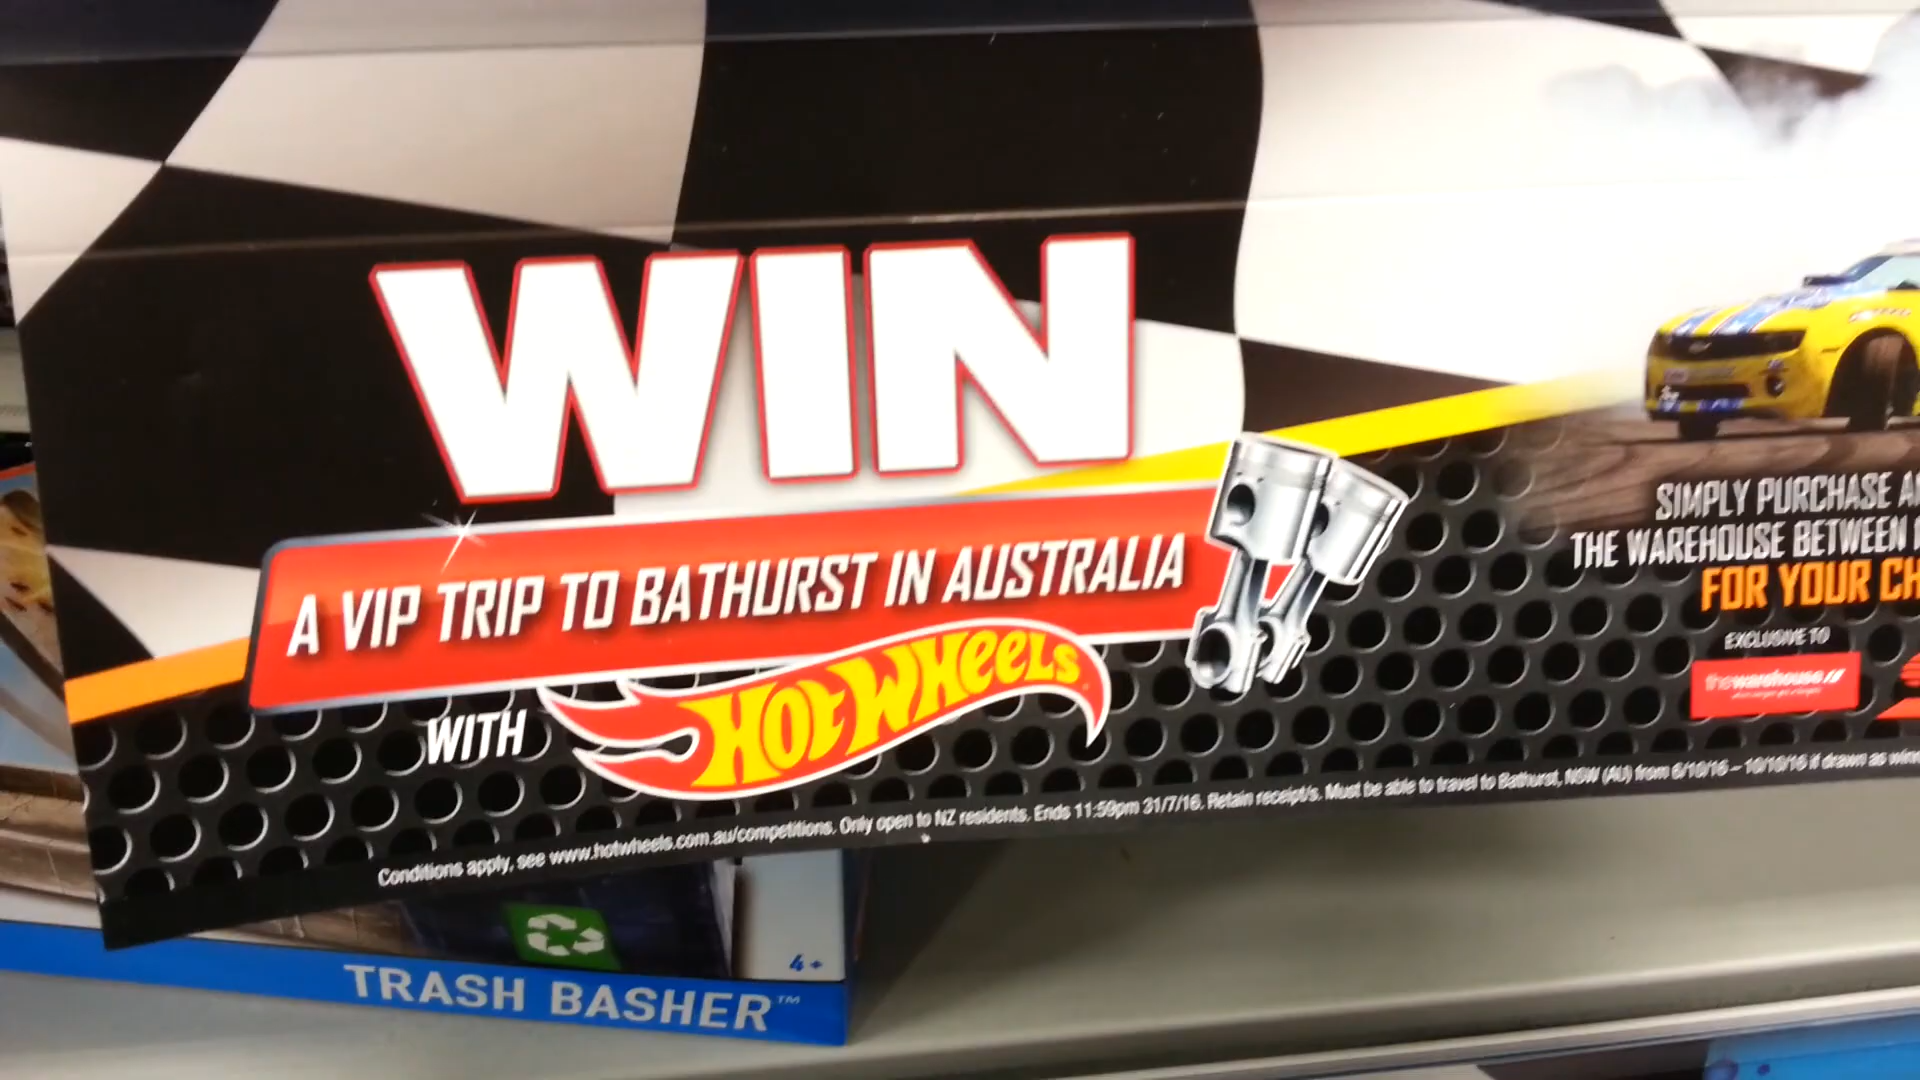 WIN
A VIP TRIP TO BATHURST IN AUSTRALIA
WITH HOT WHEELS
SIMPLY PURCHASE
THE WAREHOUSE BETWEEN
FOR YOUR
EXCLUSIVE TO
the warehouse
Conditions apply, see www.hotwheels.com.au/competitions. Only open to NZ residents. Ends 11:59pm 31/7/16. Retain receipt/s. Must be able to travel to Bathurst, NSW (AU) from 6/10/16 – 10/10/16 if drawn as
4+
TRASH BASHER™